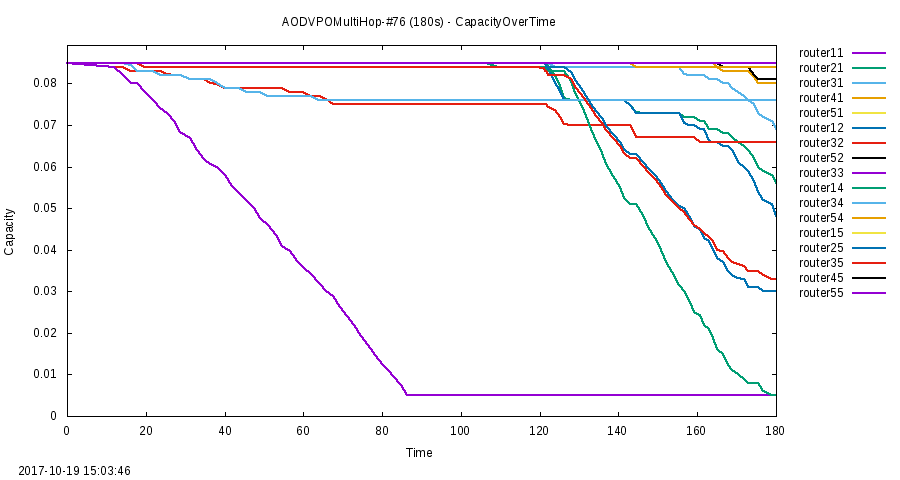 AODVPOMultiHop-#76 (180s) - CapacityOverTime
Capacity
0.08
0.07
0.06
0.05
0.04
0.03
0.02
0.01
0
0 20 40 60 80 100 120 140 160 180
Time
router11
router21
router31
router41
router51
router12
router32
router52
router33
router14
router34
router54
router15
router25
router35
router45
router55
2017-10-19 15:03:46